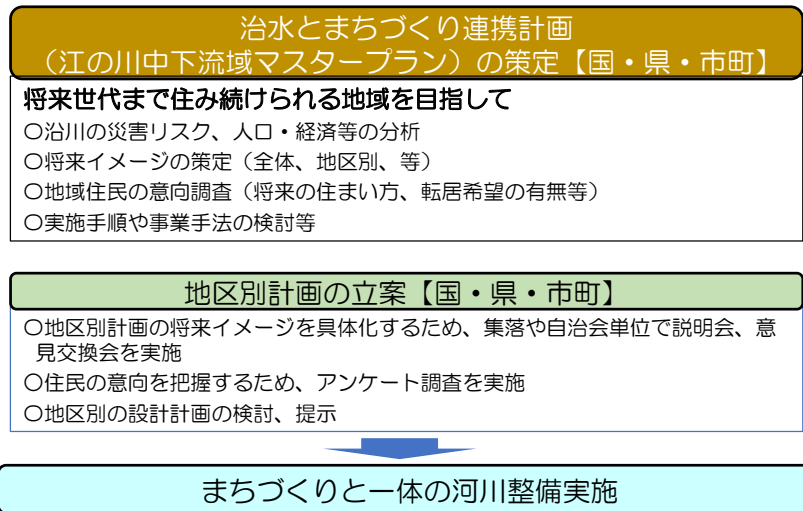 治水とまちづくり連携計画
（江の川中下流域マスタープラン）の策定【国・県・市町】
将来世代まで住み続けられる地域を目指して
〇沿川の災害リスク、人口・経済等の分析
〇将来イメージの策定（全体、地区別、等）
〇地域住民の意向調査（将来の住まい方、転居希望の有無等）
〇実施手順や事業手法の検討等
地区別計画の立案【国・県・市町】
〇地区別計画の将来イメージを具体化するため、集落や自治会単位で説明会、意
見交換会を実施
〇住民の意向を把握するため、アンケート調査を実施
〇地区別の設計計画の検討、提示
まちづくりと一体の河川整備実施